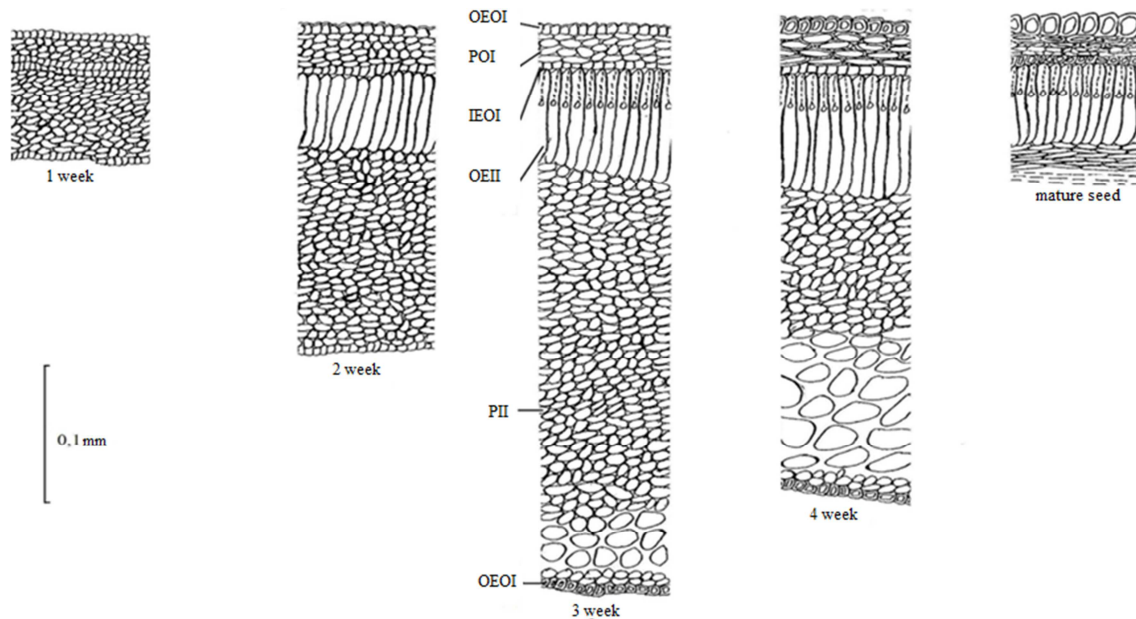 OEOI
POI
IEOI
OEII
PII
OEOI
1 week
2 week
3 week
4 week
mature seed
0,1 mm